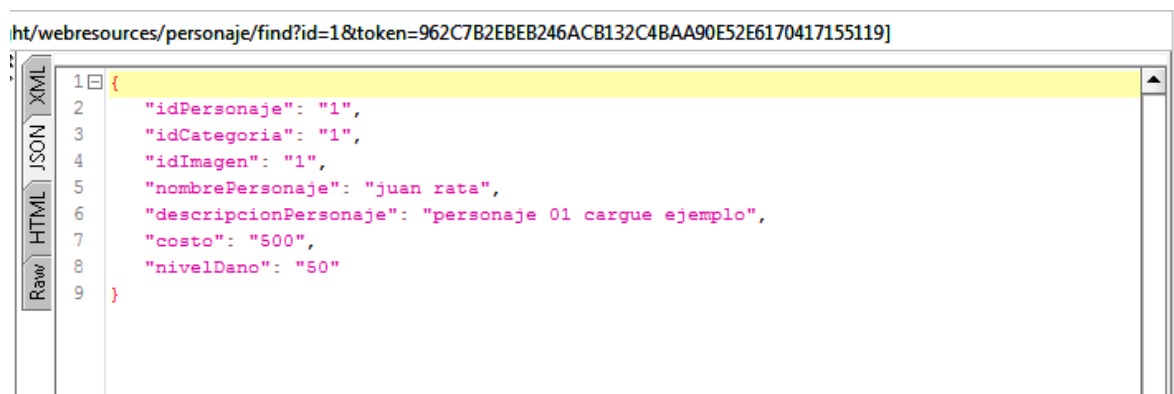 ht/webresources/personaje/find?id=1&token=962C7B2EBEB246ACB132C4BAA90E52E6170417155119]
XML
JSON
HTML
Raw
1 {
2 "idPersonaje": "1",
3 "idCategoria": "1",
4 "idImagen": "1",
5 "nombrePersonaje": "juan rata",
6 "descripcionPersonaje": "personaje 01 cargue ejemplo",
7 "costo": "500",
8 "nivelDano": "50"
9 }